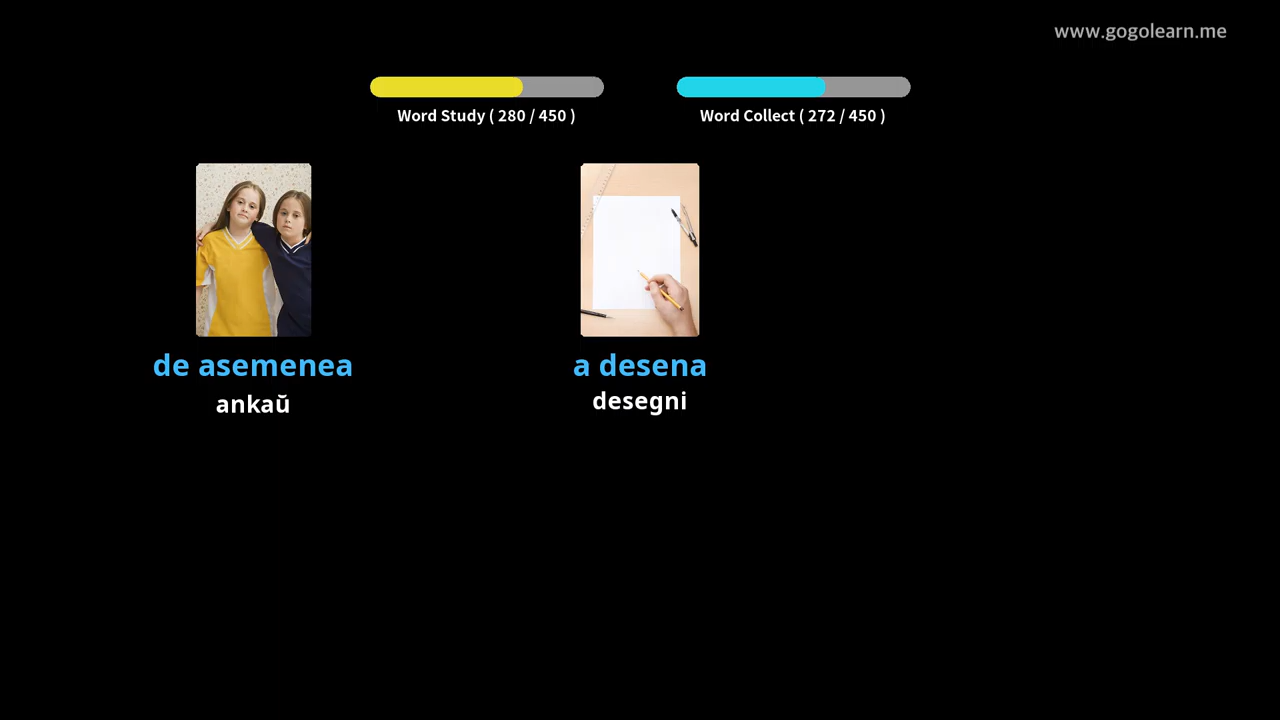 www.gogolearn.me
Word Study ( 280 / 450 )
Word Collect ( 272 / 450 )
de asemenea
ankaŭ
a desena
desegni